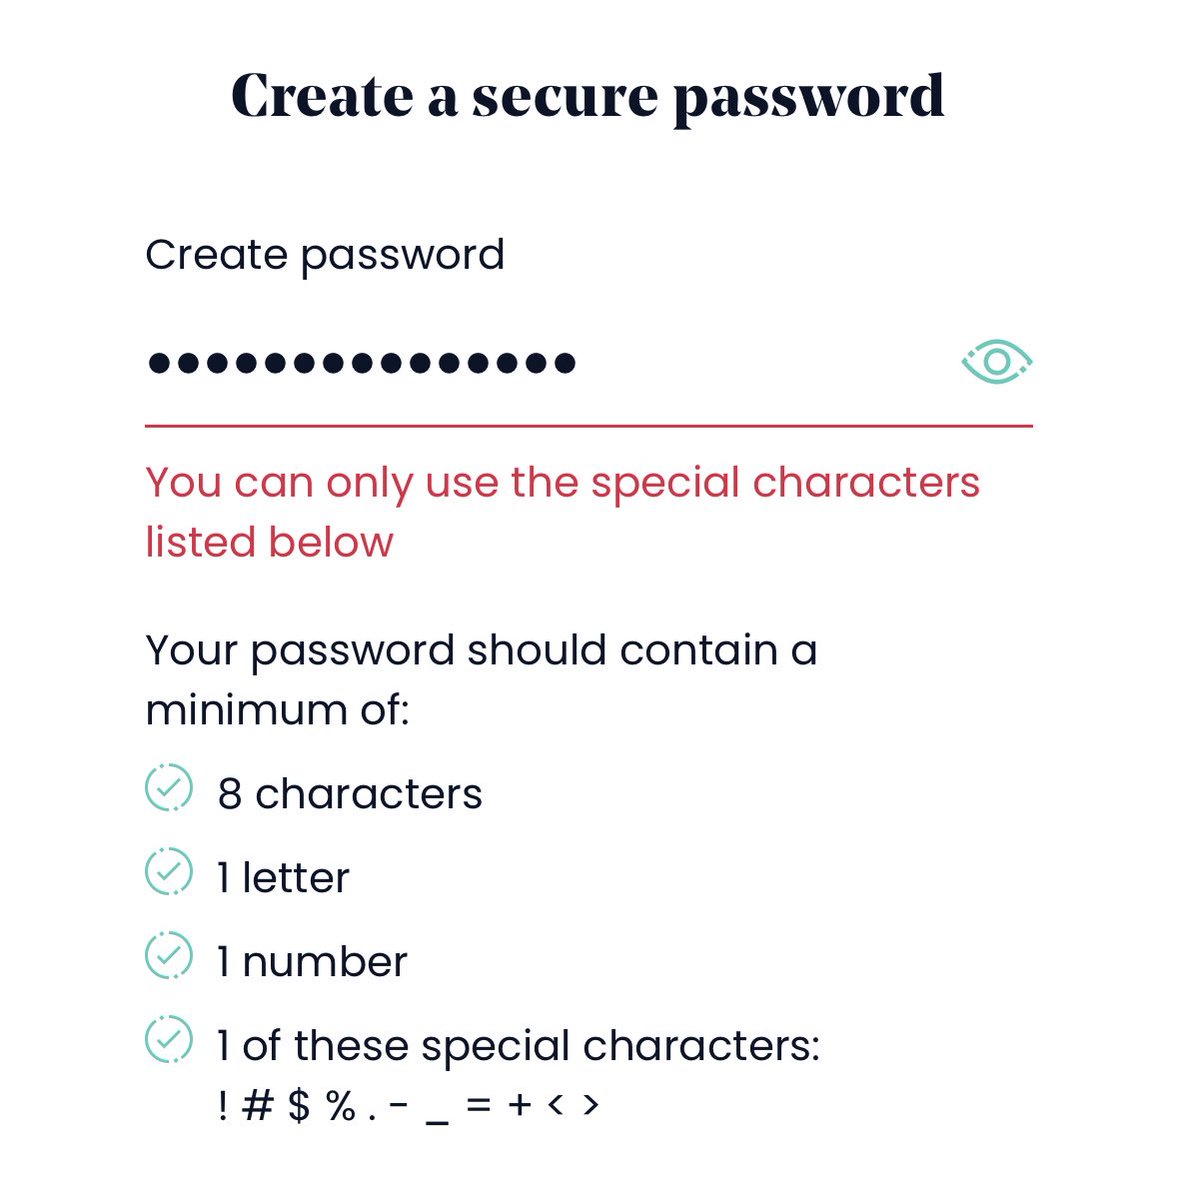 Create a secure password
Create password
You can only use the special characters
listed below
Your password should contain a
minimum of:
8 characters
1 letter
1 number
1 of these special characters:
! # $ % . - _ = + < >